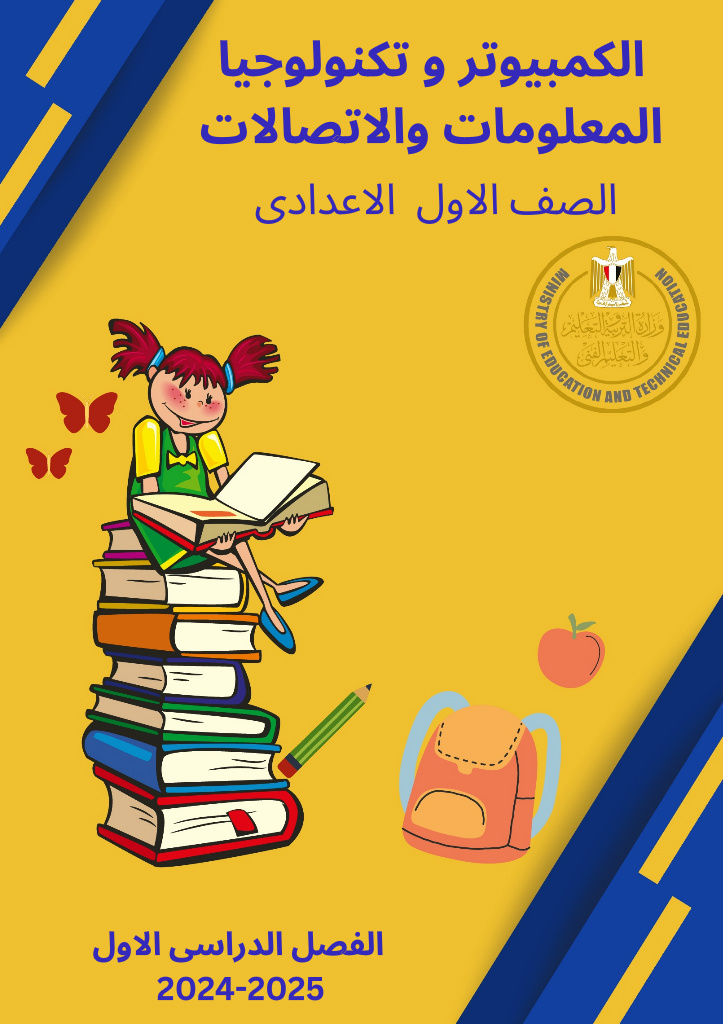 الكمبيوتر و تكنولوجيا
المعلومات والاتصالات
الصف الاول الاعدادى
وزارة التربية والتعليم
والتعليم الفنى
MINISTRY OF EDUCATION AND TECHNICAL EDUCATION
الفصل الدراسى الاول
2024-2025